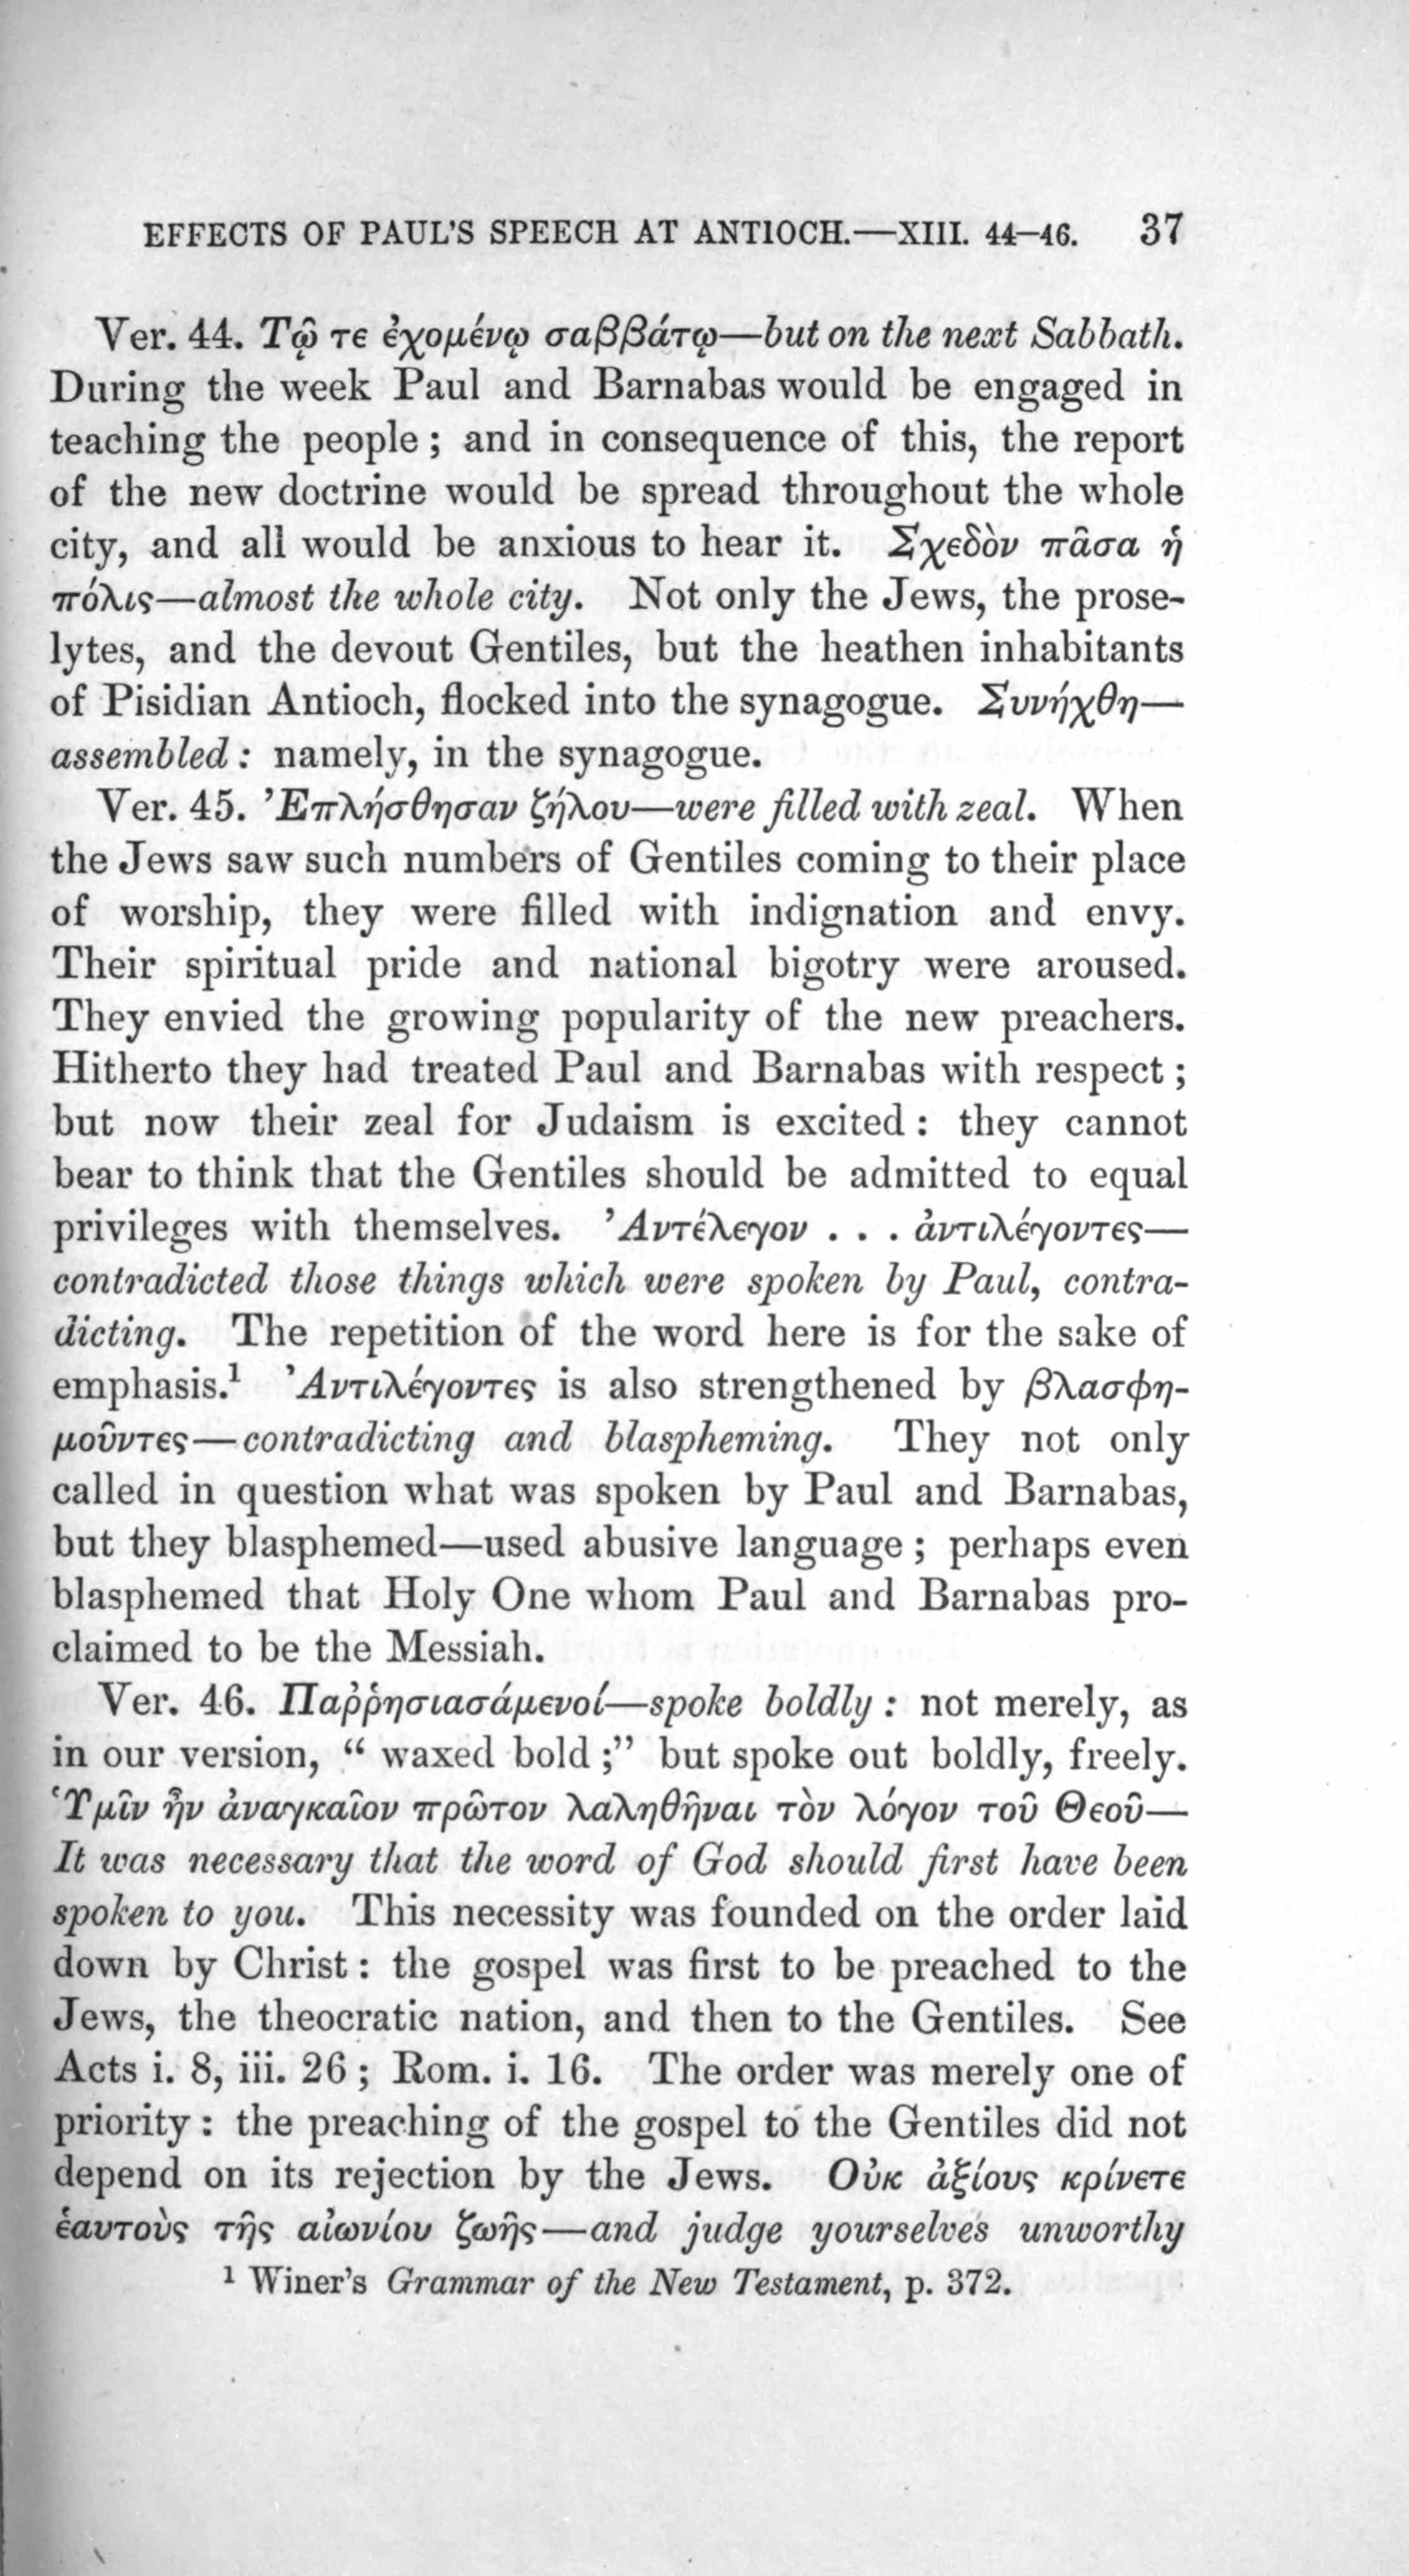 EFFECTS OF PAUL'S SPEECH AT ANTIOCH.—XIII. 44–46. 37
Ver. 44. Τῷ τε ἐχομένῳ σαββάτῳ—but on the next Sabbath.
During the week Paul and Barnabas would be engaged in
teaching the people ; and in consequence of this, the report
of the new doctrine would be spread throughout the whole
city, and all would be anxious to hear it. Σχεδὸν πᾶσα ἡ
πόλις—almost the whole city. Not only the Jews, the prose-
lytes, and the devout Gentiles, but the heathen inhabitants
of Pisidian Antioch, flocked into the synagogue. Συνήχθη—
assembled : namely, in the synagogue.
Ver. 45. Ἐπλήσθησαν ζήλου—were filled with zeal. When
the Jews saw such numbers of Gentiles coming to their place
of worship, they were filled with indignation and envy.
Their spiritual pride and national bigotry were aroused.
They envied the growing popularity of the new preachers.
Hitherto they had treated Paul and Barnabas with respect ;
but now their zeal for Judaism is excited : they cannot
bear to think that the Gentiles should be admitted to equal
privileges with themselves. Ἀντέλεγον . . . ἀντιλέγοντες—
contradicted those things which were spoken by Paul, contra-
dicting. The repetition of the word here is for the sake of
emphasis.¹ Ἀντιλέγοντες is also strengthened by βλασφη-
μοῦντες—contradicting and blaspheming. They not only
called in question what was spoken by Paul and Barnabas,
but they blasphemed—used abusive language ; perhaps even
blasphemed that Holy One whom Paul and Barnabas pro-
claimed to be the Messiah.
Ver. 46. Παῤῥησιασάμενοί—spoke boldly : not merely, as
in our version, “ waxed bold ;” but spoke out boldly, freely.
Ὑμῖν ἦν ἀναγκαῖον πρῶτον λαληθῆναι τὸν λόγον τοῦ Θεοῦ—
It was necessary that the word of God should first have been
spoken to you. This necessity was founded on the order laid
down by Christ : the gospel was first to be preached to the
Jews, the theocratic nation, and then to the Gentiles. See
Acts i. 8, iii. 26 ; Rom. i. 16. The order was merely one of
priority : the preaching of the gospel to the Gentiles did not
depend on its rejection by the Jews. Οὐκ ἀξίους κρίνετε
ἑαυτοὺς τῆς αἰωνίου ζωῆς—and judge yourselves unworthy
¹ Winer's Grammar of the New Testament, p. 372.